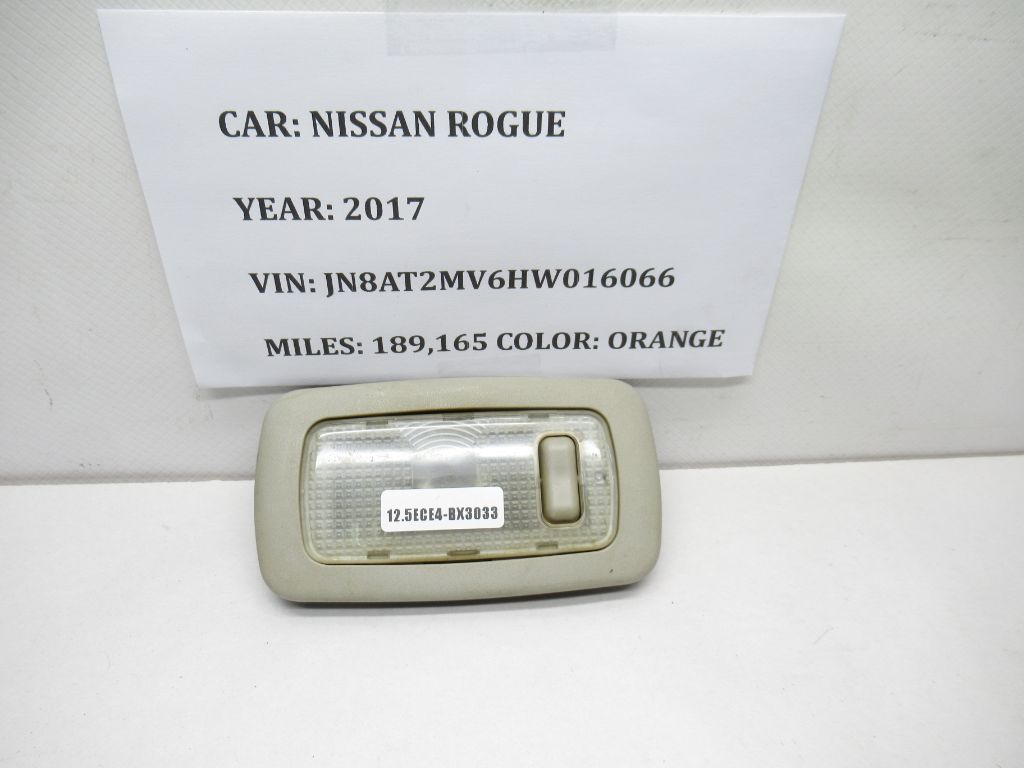 CAR: NISSAN ROGUE
YEAR: 2017
VIN: JN8AT2MV6HW016066
MILES: 189,165 COLOR: ORANGE
12.5ECE4-BX3033